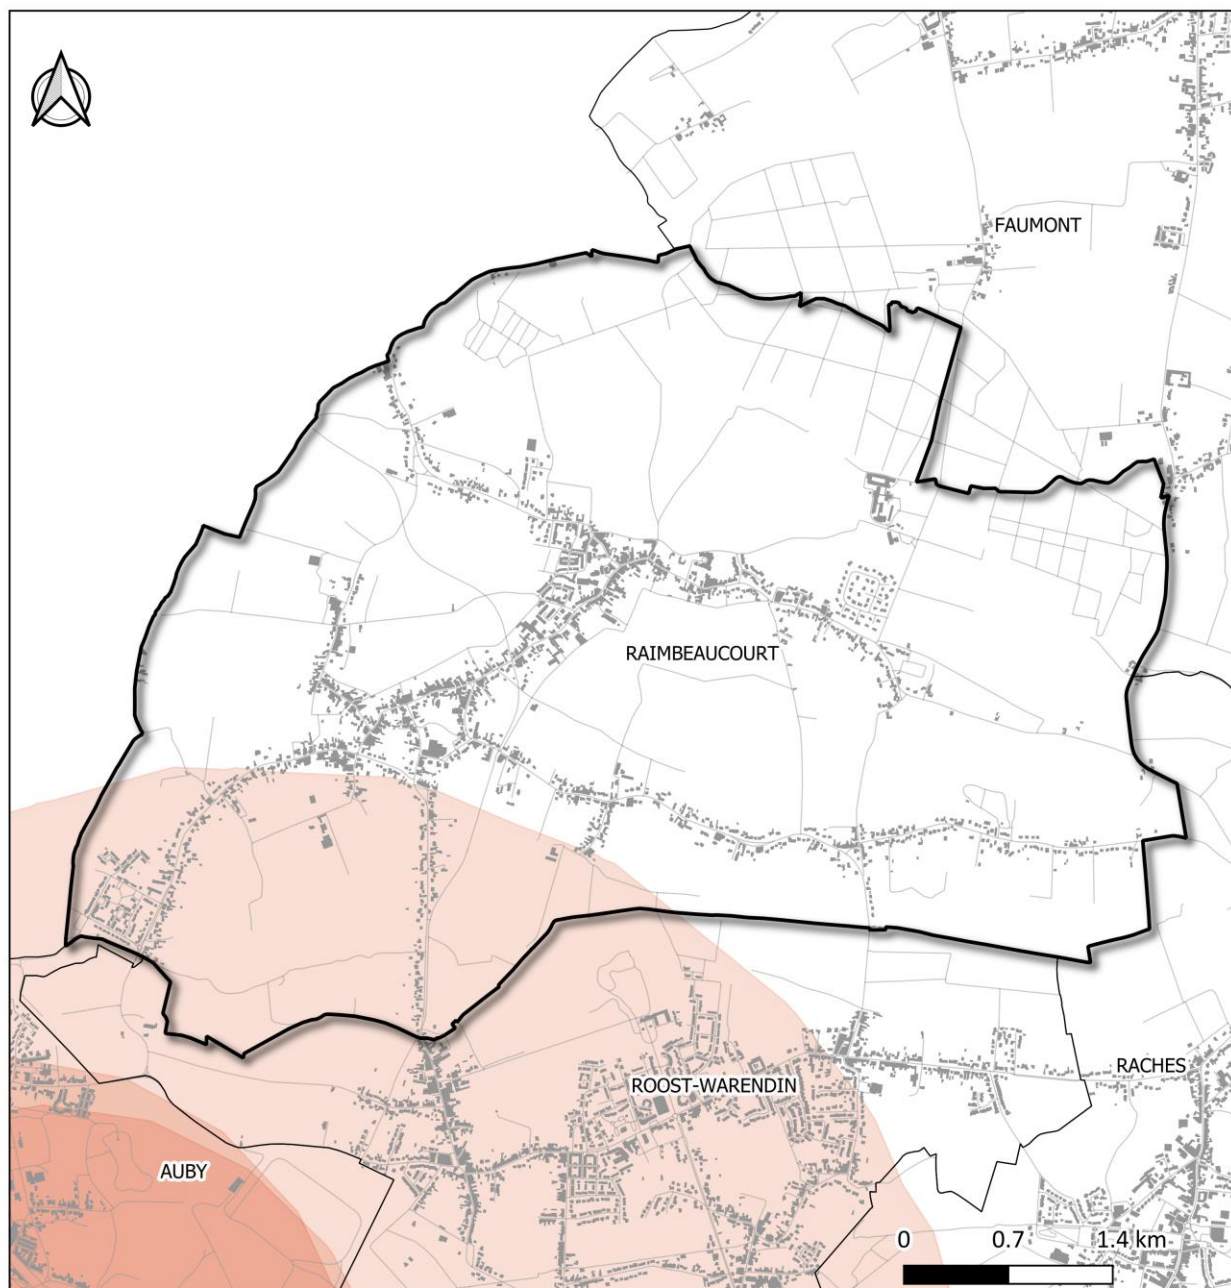 FAUMONT
RAIMBEAUCOURT
RACHES
ROOST-WARENDIN
AUBY
0 0.7 1.4 km